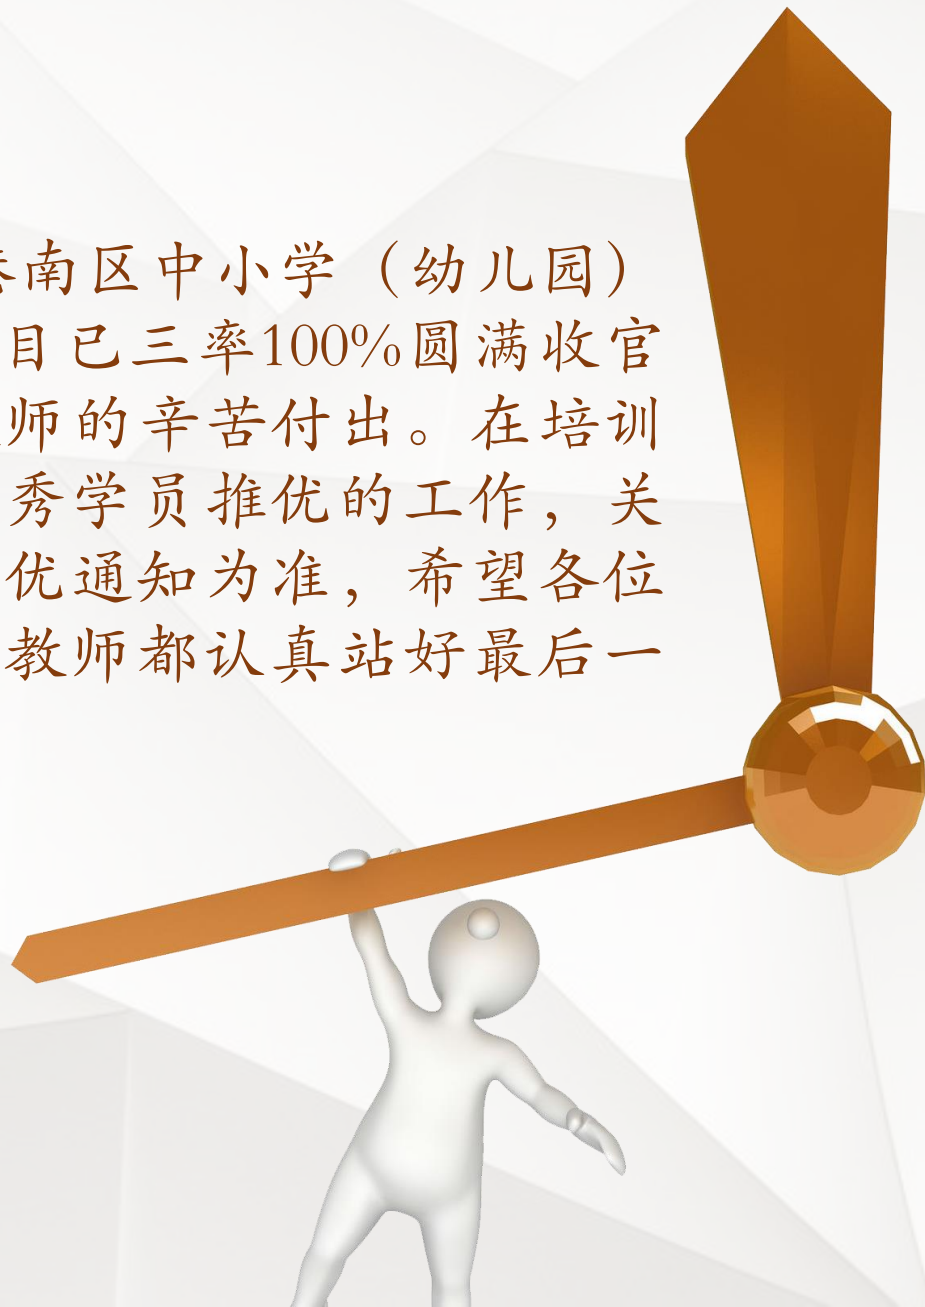 南区中小学（幼儿园）
目已三率100%圆满收官
师的辛苦付出。在培训
秀学员推优的工作，关
优通知为准，希望各位
教师都认真站好最后一